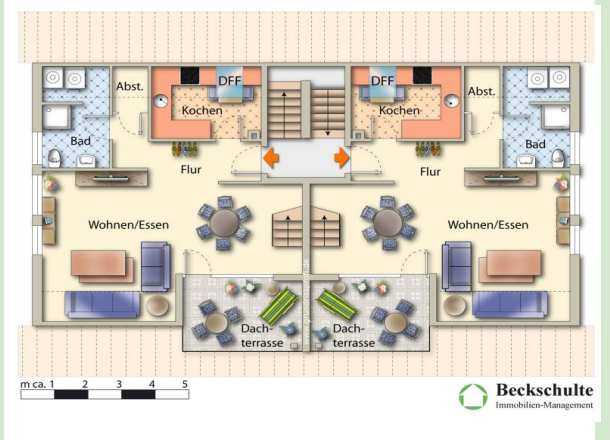 DFF
DFF
Abst.
Abst.
Kochen
Kochen
Bad
Bad
Flur
Flur
Wohnen/Essen
Wohnen/Essen
Dach-
terrasse
Dach-
terrasse
m ca. 1 2 3 4 5
Beckschulte
Immobilien-Management